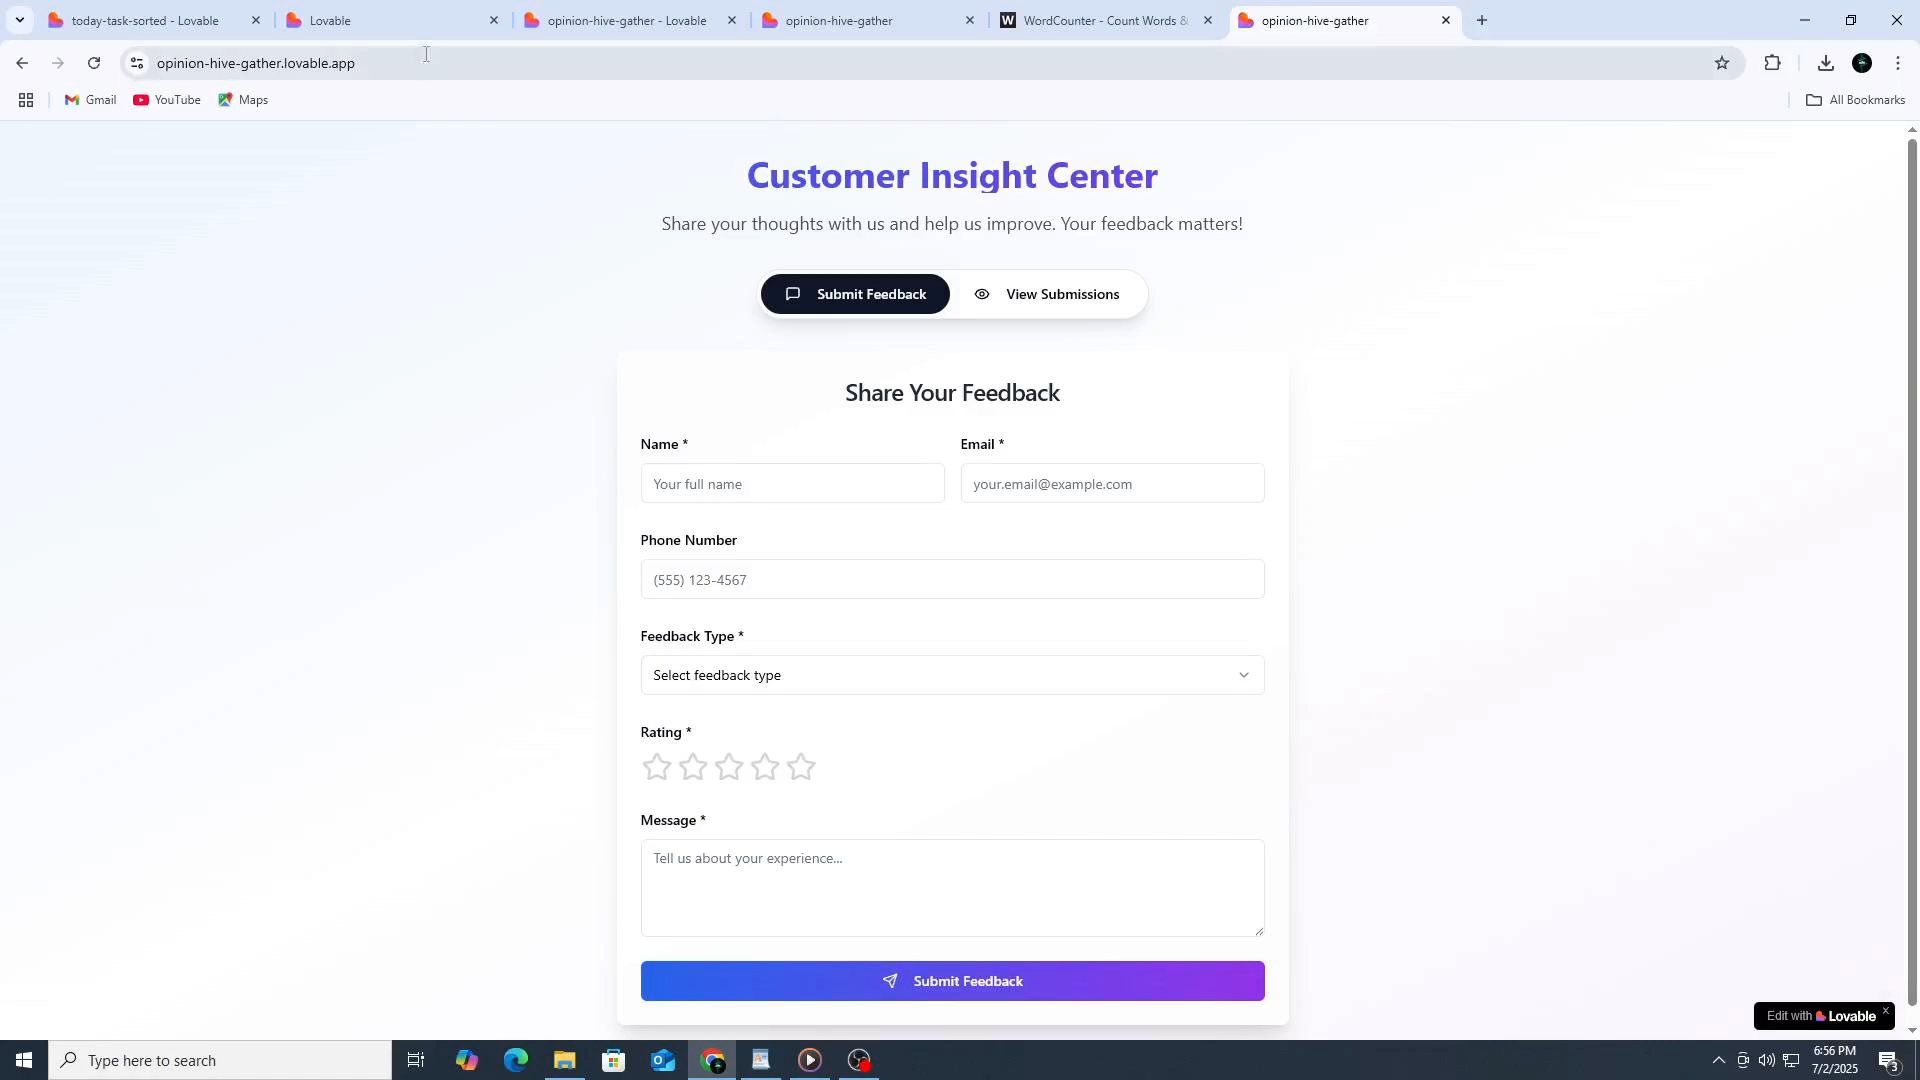 today-task-sorted - Lovable
Lovable
opinion-hive-gather - Lovable
opinion-hive-gather
WordCounter - Count Words &
opinion-hive-gather
opinion-hive-gather.lovable.app
Gmail
YouTube
Maps
All Bookmarks
Customer Insight Center
Share your thoughts with us and help us improve. Your feedback matters!
Submit Feedback
View Submissions
Share Your Feedback
Name *
Email *
Your full name
your.email@example.com
Phone Number
(555) 123-4567
Feedback Type *
Select feedback type
Rating *
Message *
Tell us about your experience...
Submit Feedback
Edit with Lovable
Type here to search
6:56 PM
7/2/2025
3